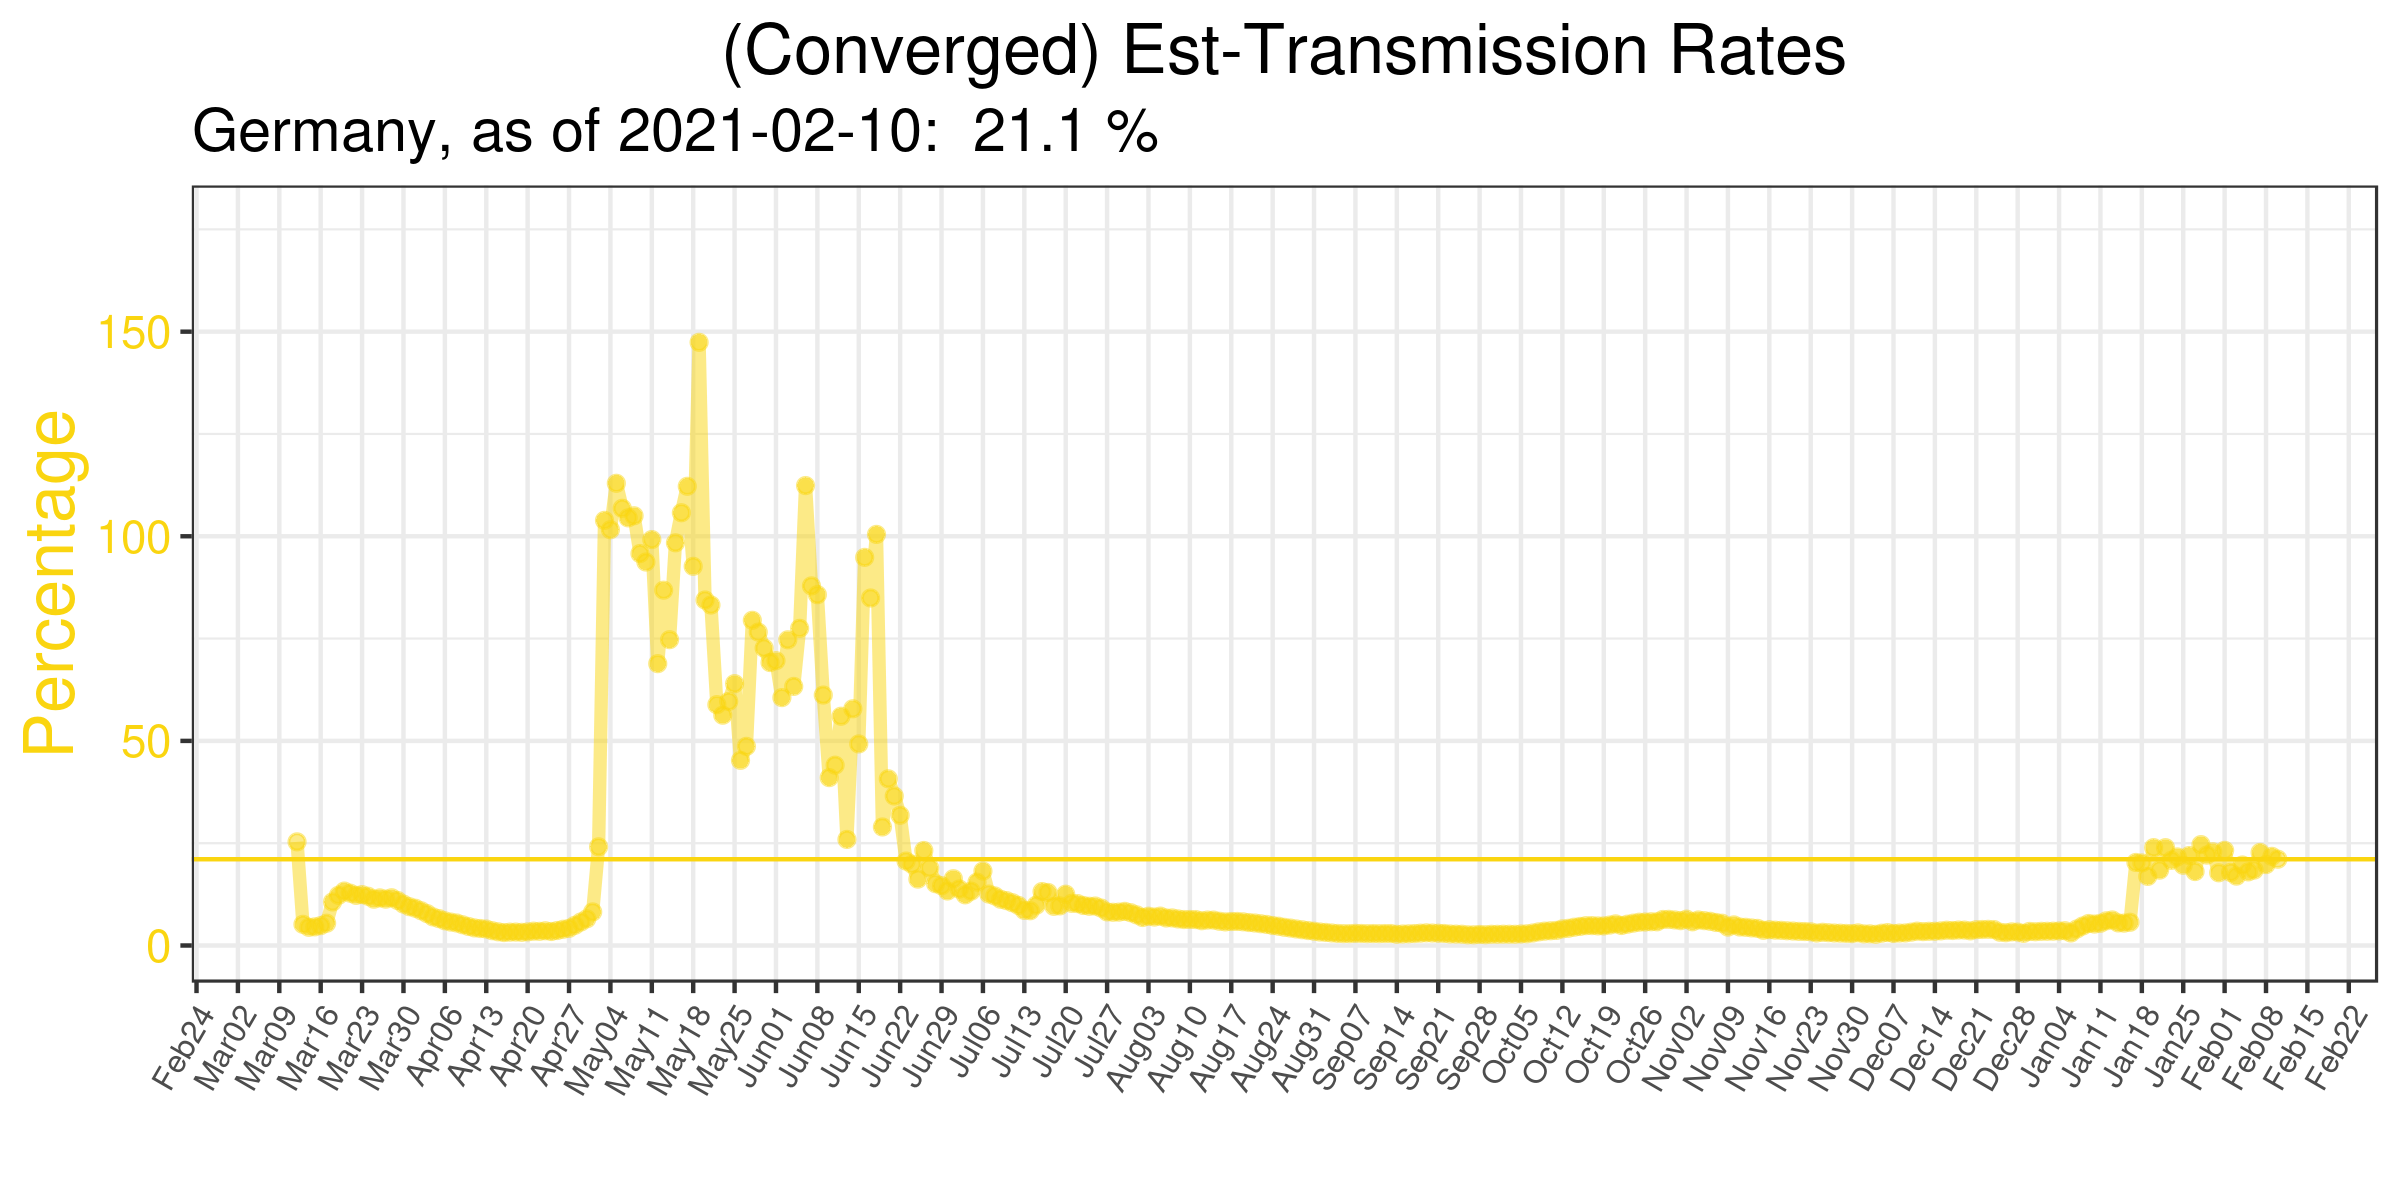 (Converged) Est-Transmission Rates
Germany, as of 2021-02-10:  21.1 %
Percentage
150
100
50
0
Feb24
Mar02
Mar09
Mar16
Mar23
Mar30
Apr06
Apr13
Apr20
Apr27
May04
May11
May18
May25
Jun01
Jun08
Jun15
Jun22
Jun29
Jul06
Jul13
Jul20
Jul27
Aug03
Aug10
Aug17
Aug24
Aug31
Sep07
Sep14
Sep21
Sep28
Oct05
Oct12
Oct19
Oct26
Nov02
Nov09
Nov16
Nov23
Nov30
Dec07
Dec14
Dec21
Dec28
Jan04
Jan11
Jan18
Jan25
Feb01
Feb08
Feb15
Feb22